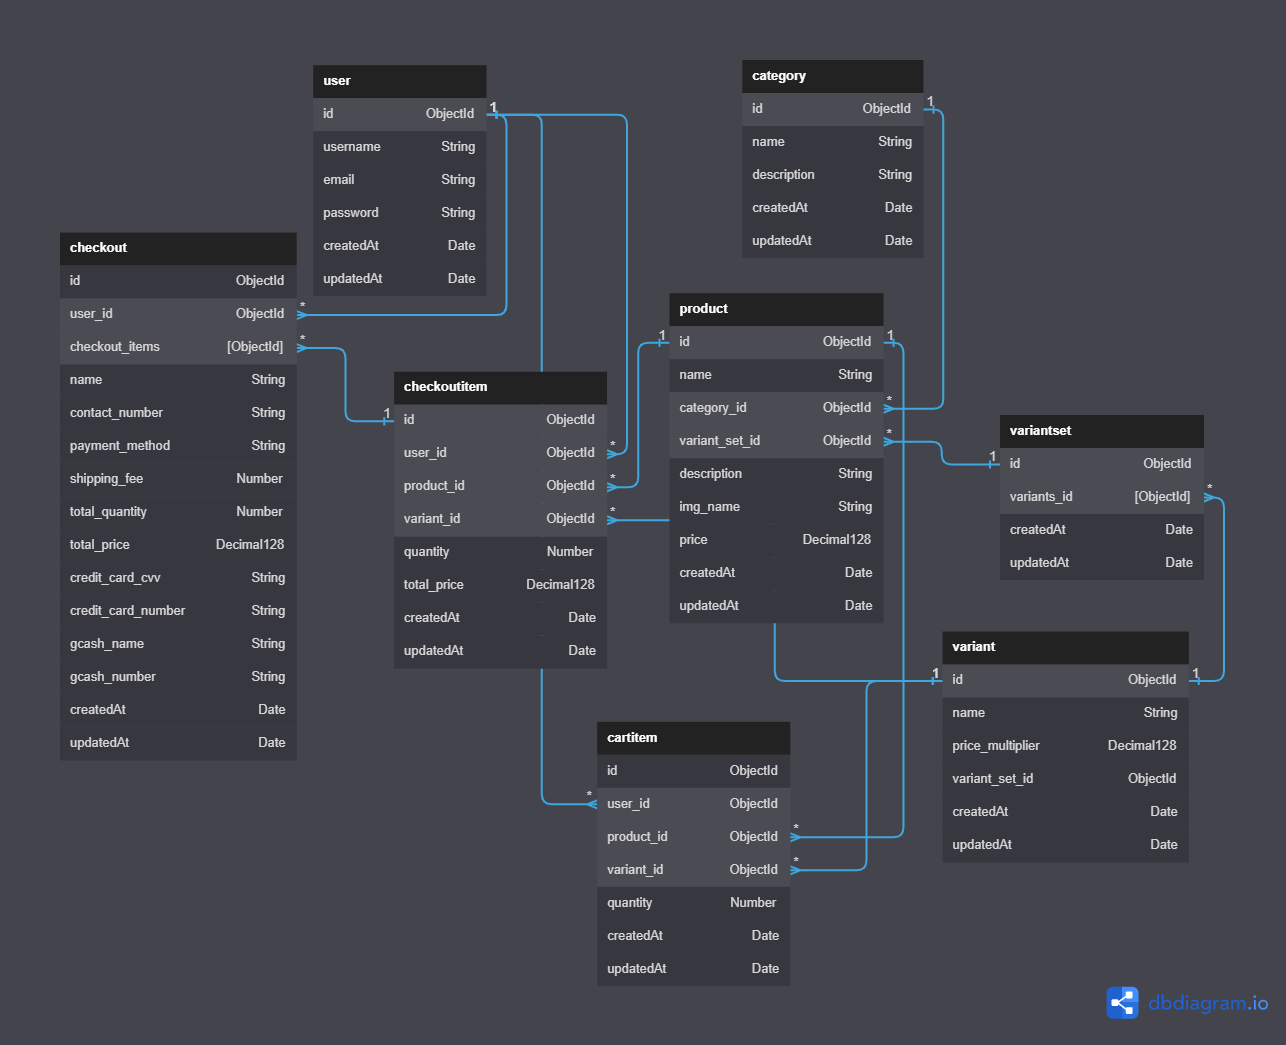 user
id ObjectId
username String
email String
password String
createdAt Date
updatedAt Date
1
category
id ObjectId
name String
description String
createdAt Date
updatedAt Date
1
checkout
id ObjectId
user_id ObjectId
checkout_items [ObjectId]
name String
contact_number String
payment_method String
shipping_fee Number
total_quantity Number
total_price Decimal128
credit_card_cvv String
credit_card_number String
gcash_name String
gcash_number String
createdAt Date
updatedAt Date
*
*
checkoutitem
1
id ObjectId
user_id ObjectId
product_id ObjectId
variant_id ObjectId
quantity Number
total_price Decimal128
createdAt Date
updatedAt Date
*
*
*
product
1
id ObjectId
1
name String
category_id ObjectId
*
variant_set_id ObjectId
*
description String
img_name String
price Decimal128
createdAt Date
updatedAt Date
variantset
1
id ObjectId
variants_id [ObjectId]
*
createdAt Date
updatedAt Date
variant
1
id ObjectId
1
name String
price_multiplier Decimal128
variant_set_id ObjectId
createdAt Date
updatedAt Date
cartitem
id ObjectId
*
user_id ObjectId
product_id ObjectId
*
variant_id ObjectId
*
quantity Number
createdAt Date
updatedAt Date
dbdiagram.io